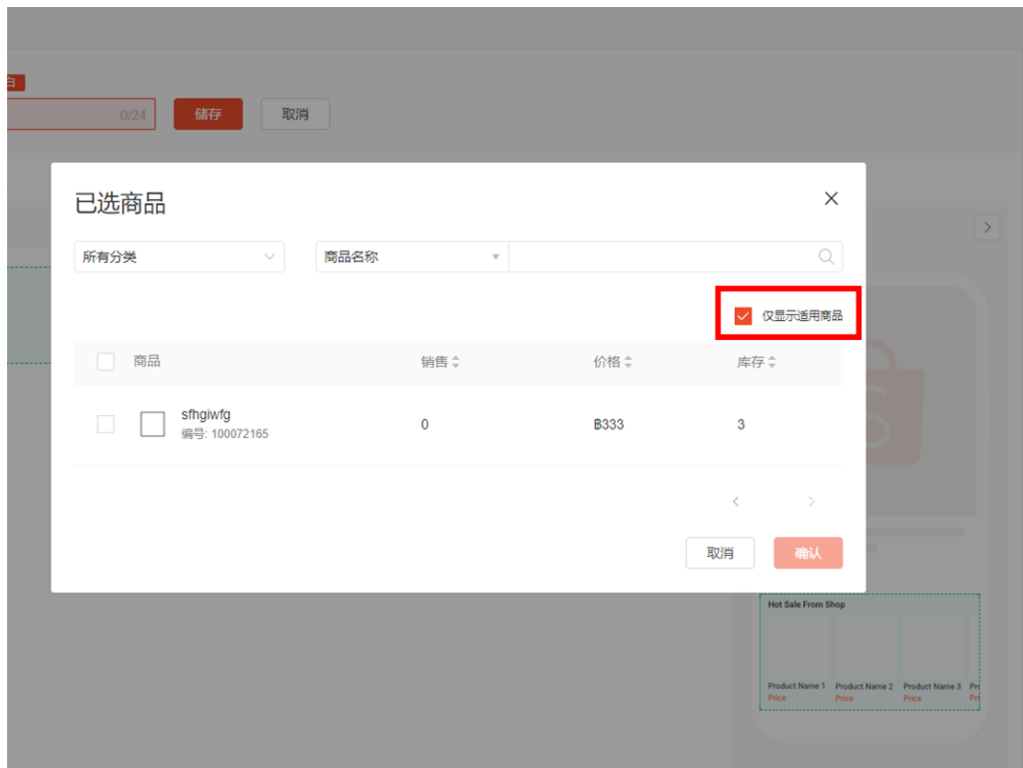 白
0/24
储存
取消
已选商品
所有分类
商品名称
仅显示适用商品
商品
销售
价格
库存
sfhgiwfg
编号: 100072165
0
฿333
3
取消
确认
Hot Sale From Shop
Product Name 1
Product Name 2
Product Name 3
Price
Price
Price